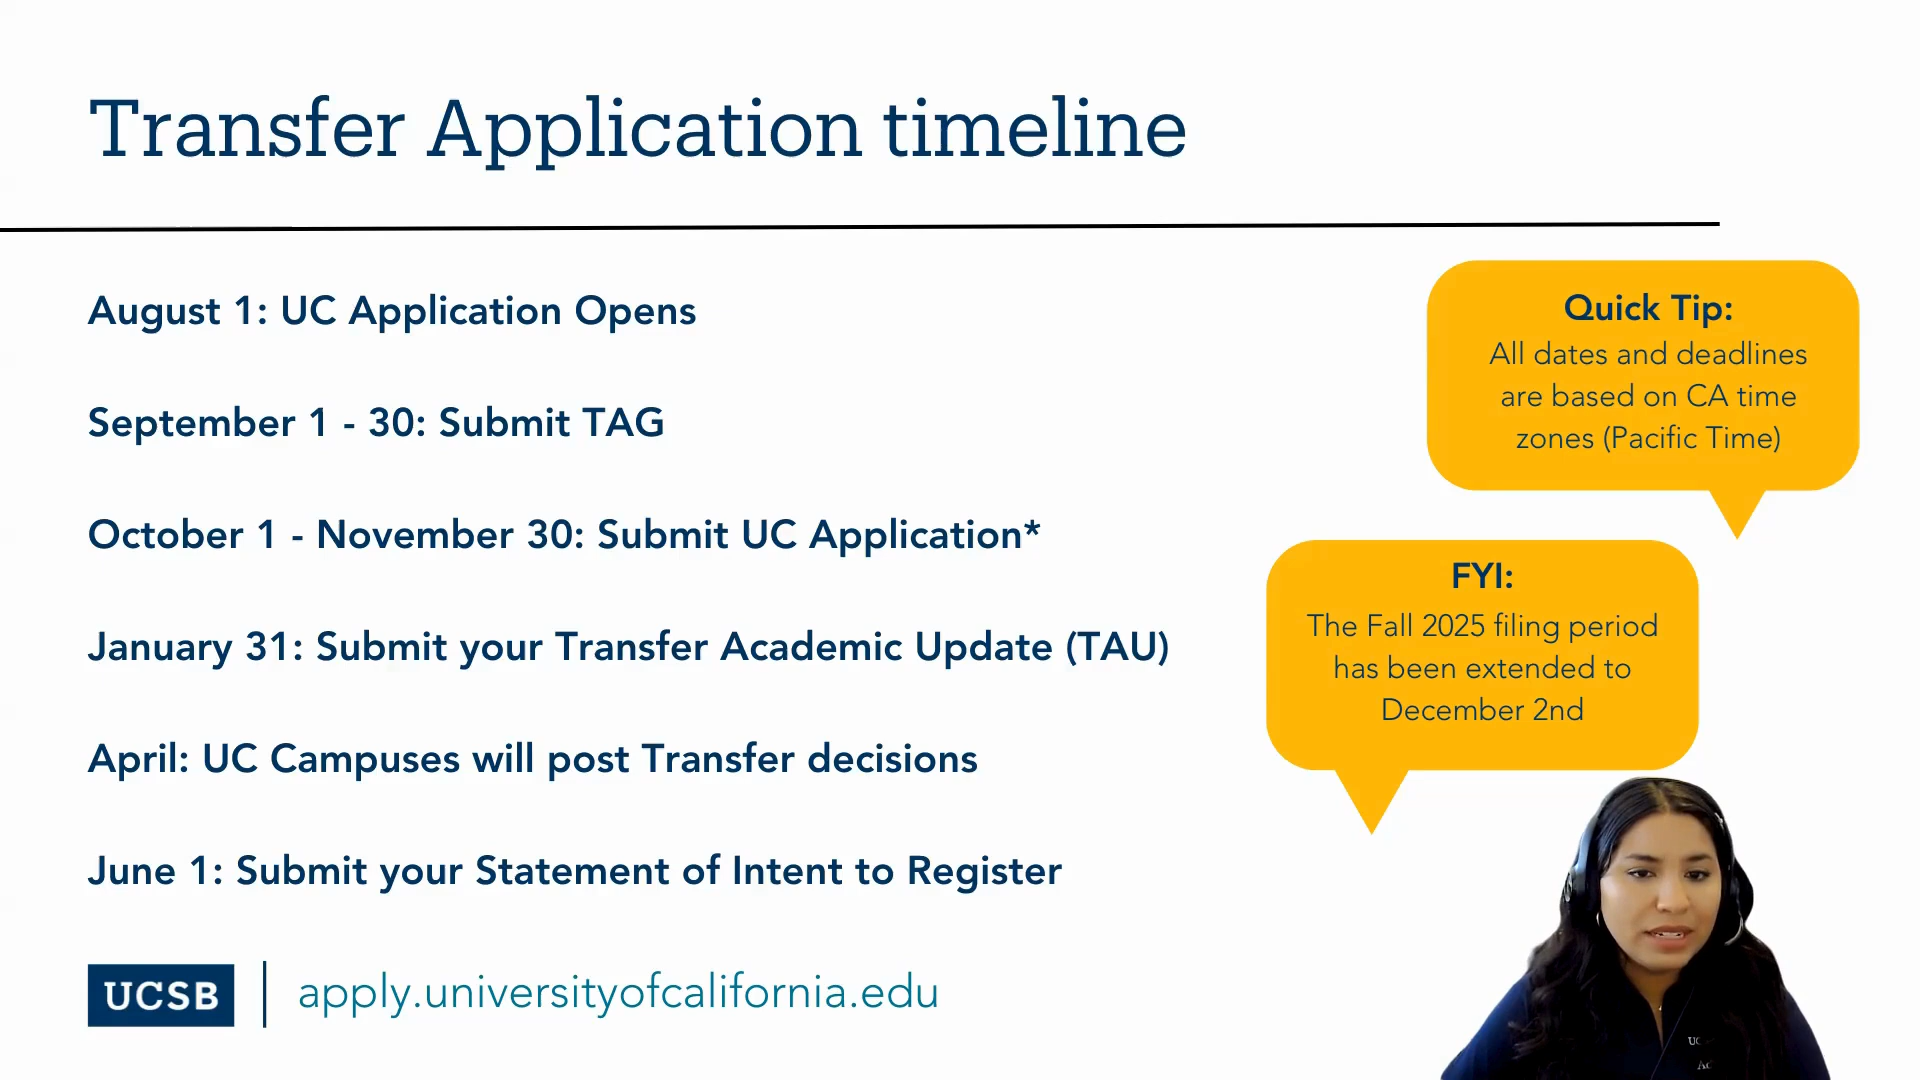 Transfer Application timeline
August 1: UC Application Opens
September 1 - 30: Submit TAG
October 1 - November 30: Submit UC Application*
January 31: Submit your Transfer Academic Update (TAU)
April: UC Campuses will post Transfer decisions
June 1: Submit your Statement of Intent to Register
Quick Tip:
All dates and deadlines
are based on CA time
zones (Pacific Time)
FYI:
The Fall 2025 filing period
has been extended to
December 2nd
UCSB
apply.universityofcalifornia.edu